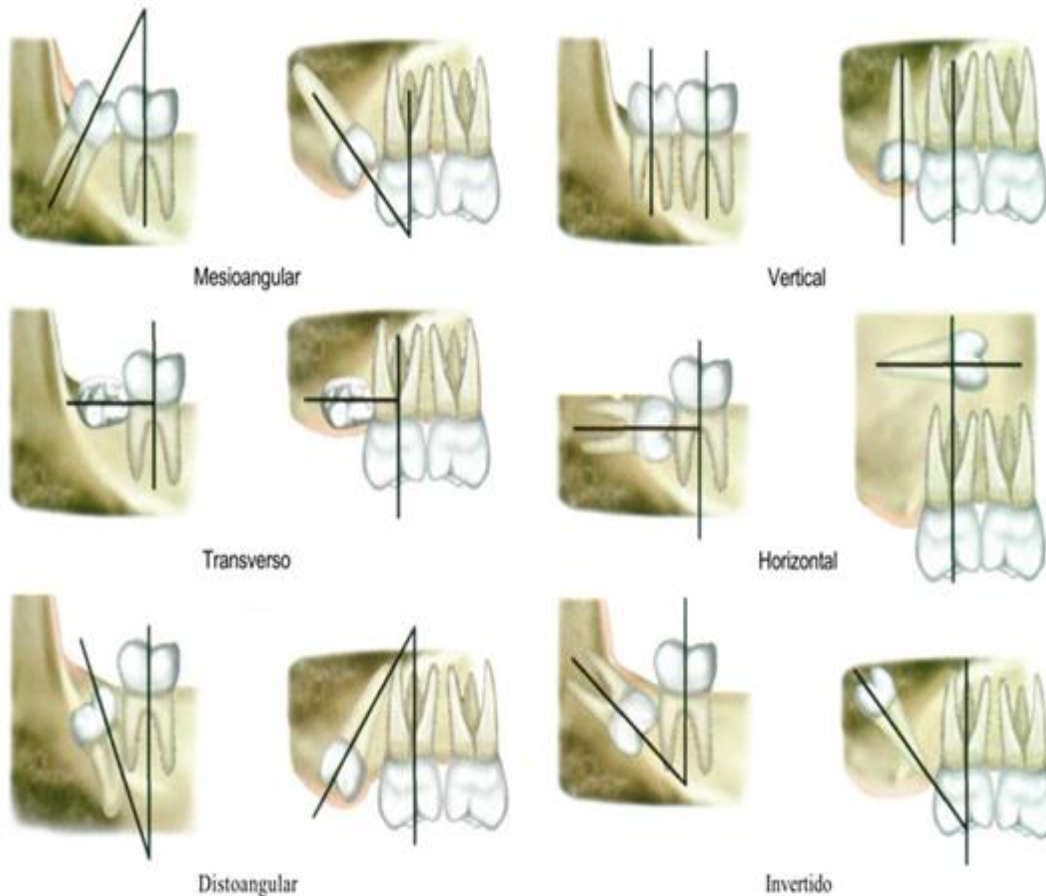 Mesioangular
Vertical
Transverso
Horizontal
Distoangular
Invertido